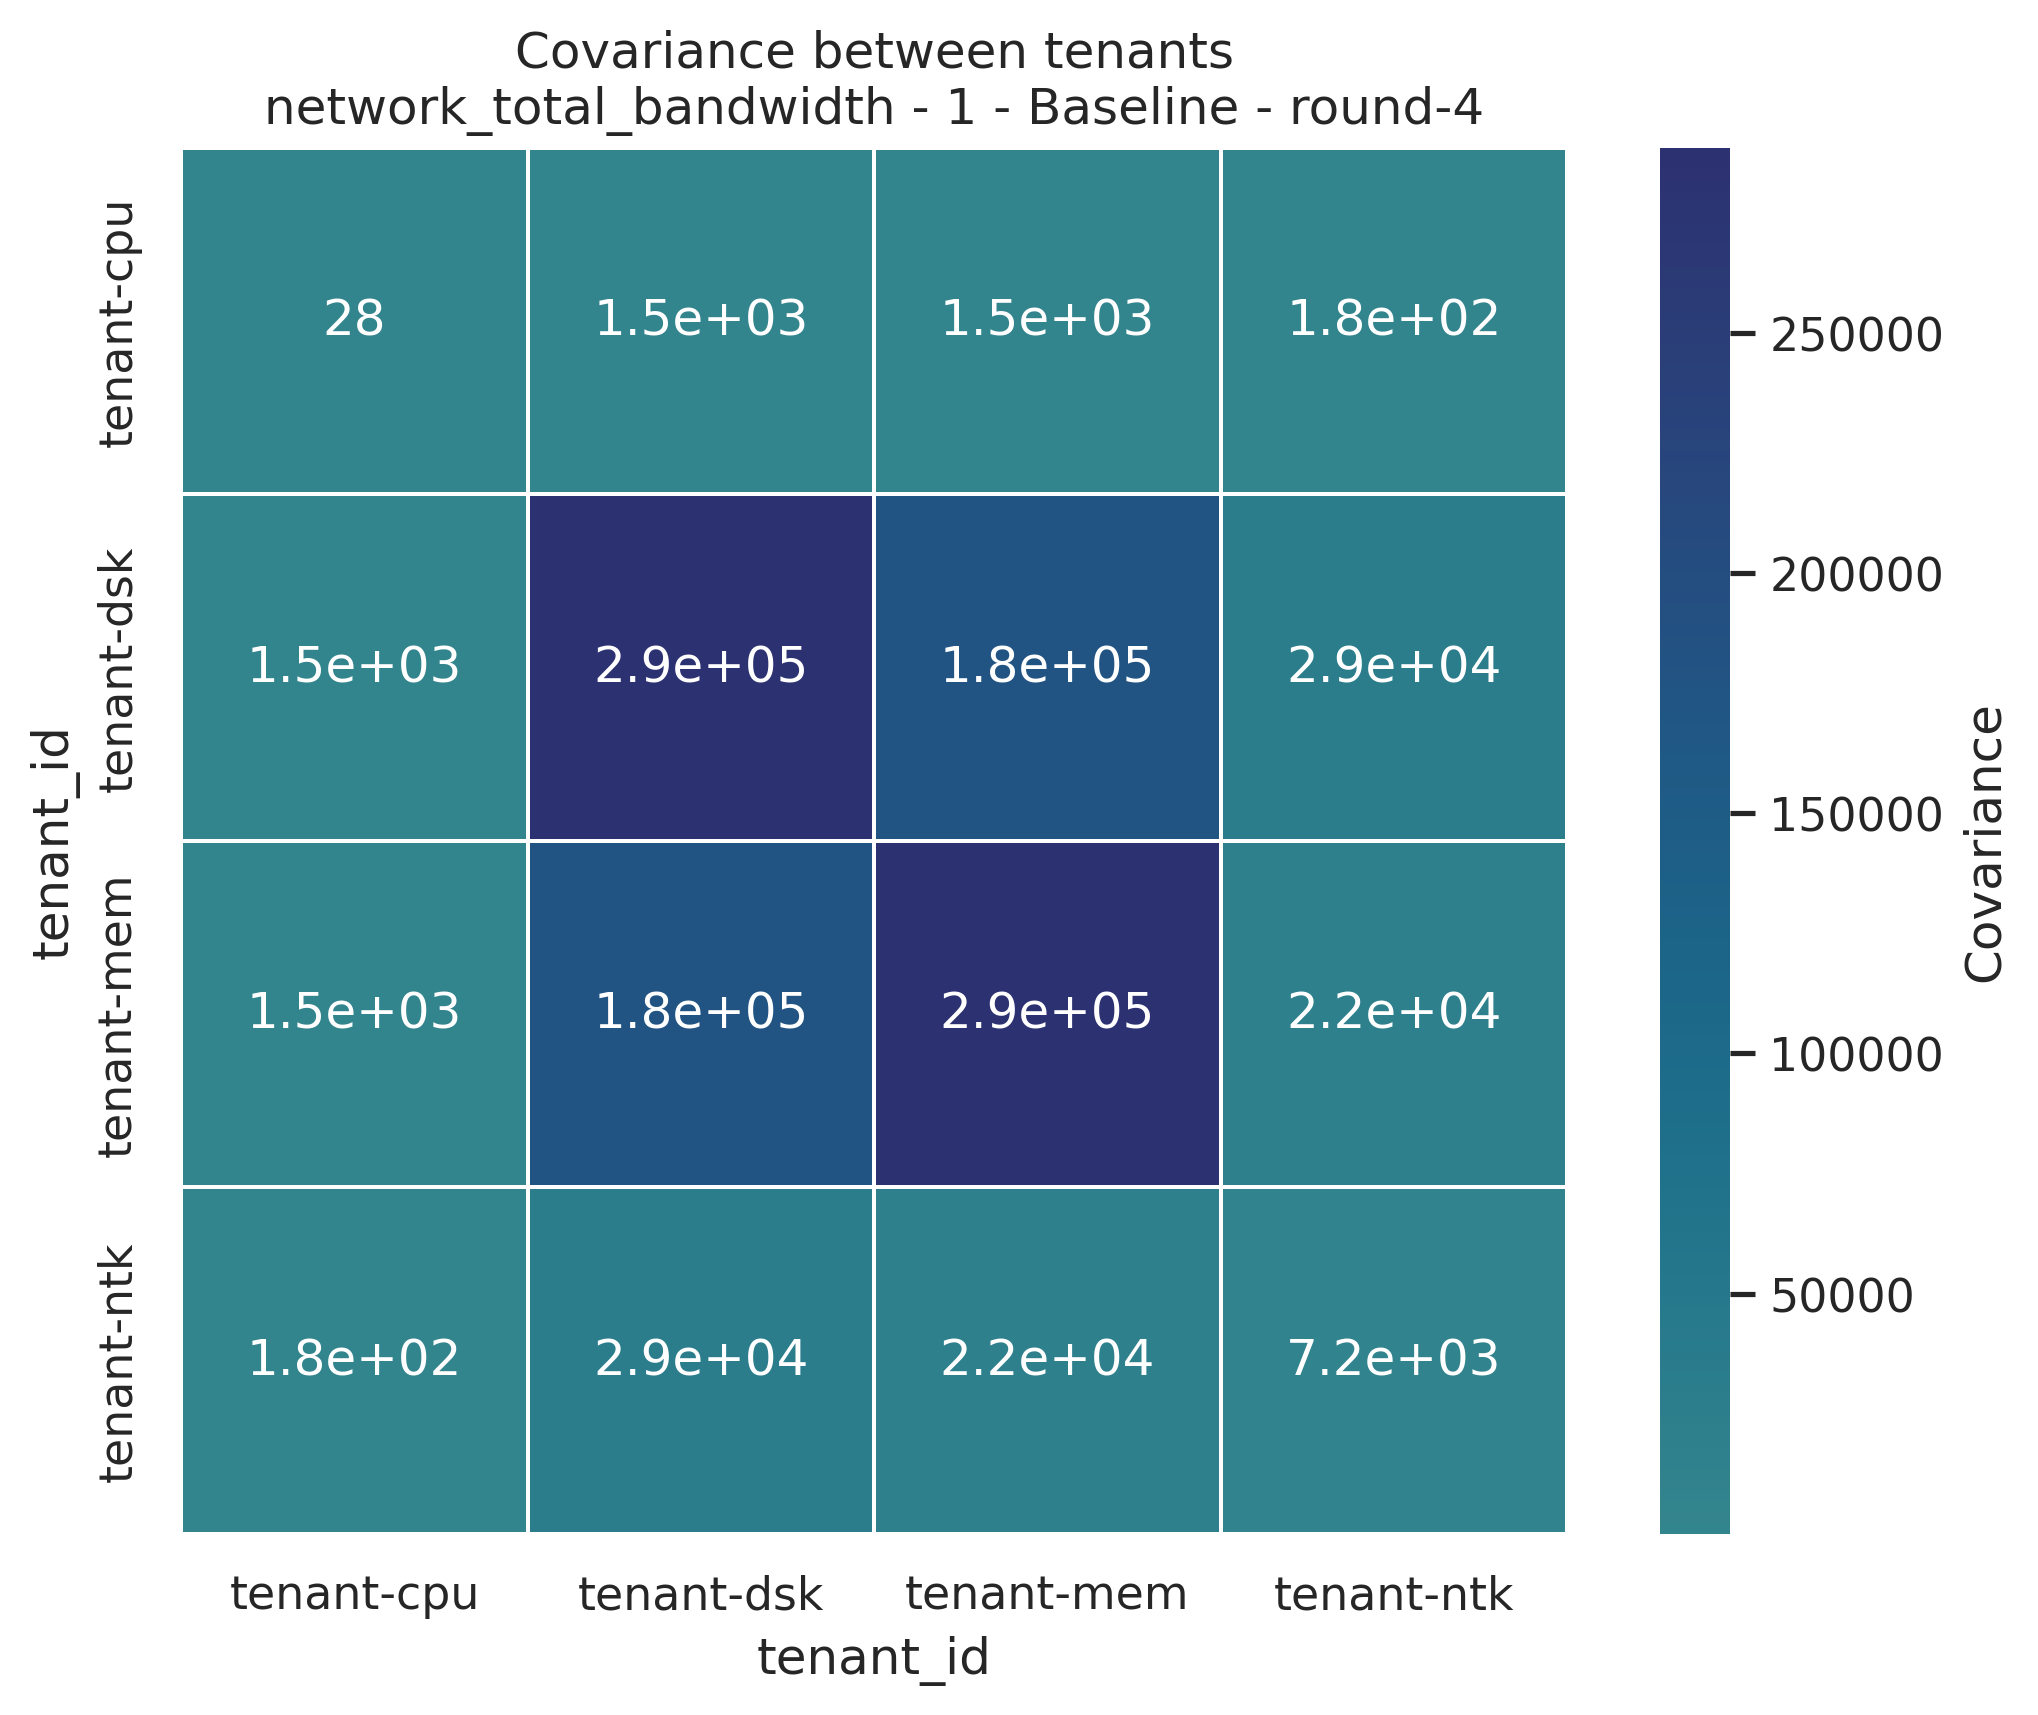 Covariance between tenants
network_total_bandwidth - 1 - Baseline - round-4
tenant_id
tenant-cpu
28
1.5e+03
1.5e+03
1.8e+02
tenant-dsk
1.5e+03
2.9e+05
1.8e+05
2.9e+04
tenant-mem
1.5e+03
1.8e+05
2.9e+05
2.2e+04
tenant-ntk
1.8e+02
2.9e+04
2.2e+04
7.2e+03
tenant-cpu
tenant-dsk
tenant-mem
tenant-ntk
tenant_id
250000
200000
150000
100000
50000
Covariance